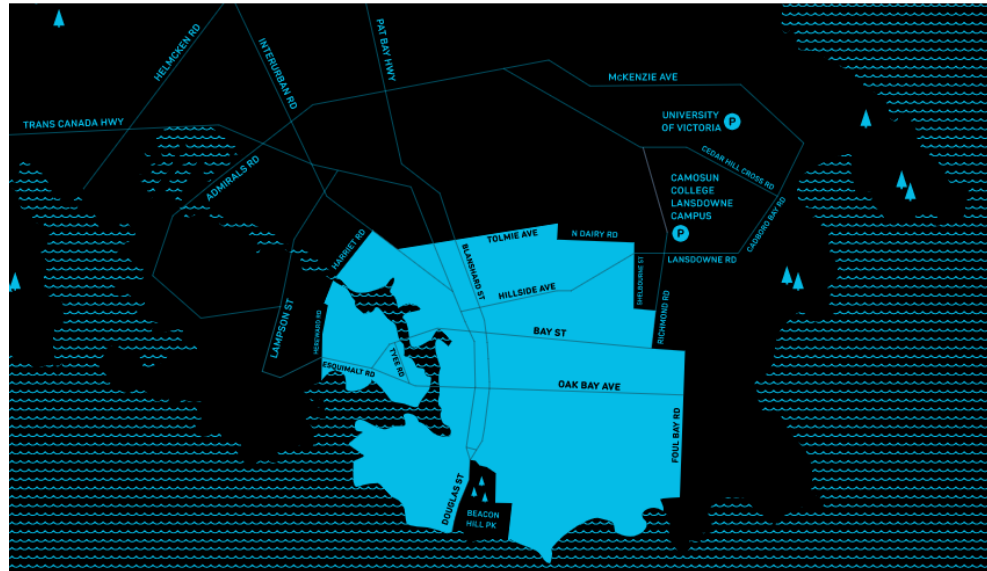 HELMCKEN RD
INTERURBAN RD
PAT BAY HWY
McKENZIE AVE
TRANS CANADA HWY
UNIVERSITY
OF VICTORIA
P
ADMIRALS RD
CEDAR HILL CROSS RD
CAMOSUN
COLLEGE
LANSDOWNE
CAMPUS
P
CADBORO BAY RD
HARRIET RD
TOLMIE AVE
N DAIRY RD
BLANSHARD ST
LANSDOWNE RD
SHELBOURNE ST
HILLSIDE AVE
LAMPSON ST
HEREWARD RD
RICHMOND RD
BAY ST
TYEE RD
ESQUIMALT RD
OAK BAY AVE
FOUL BAY RD
DOUGLAS ST
BEACON
HILL PK